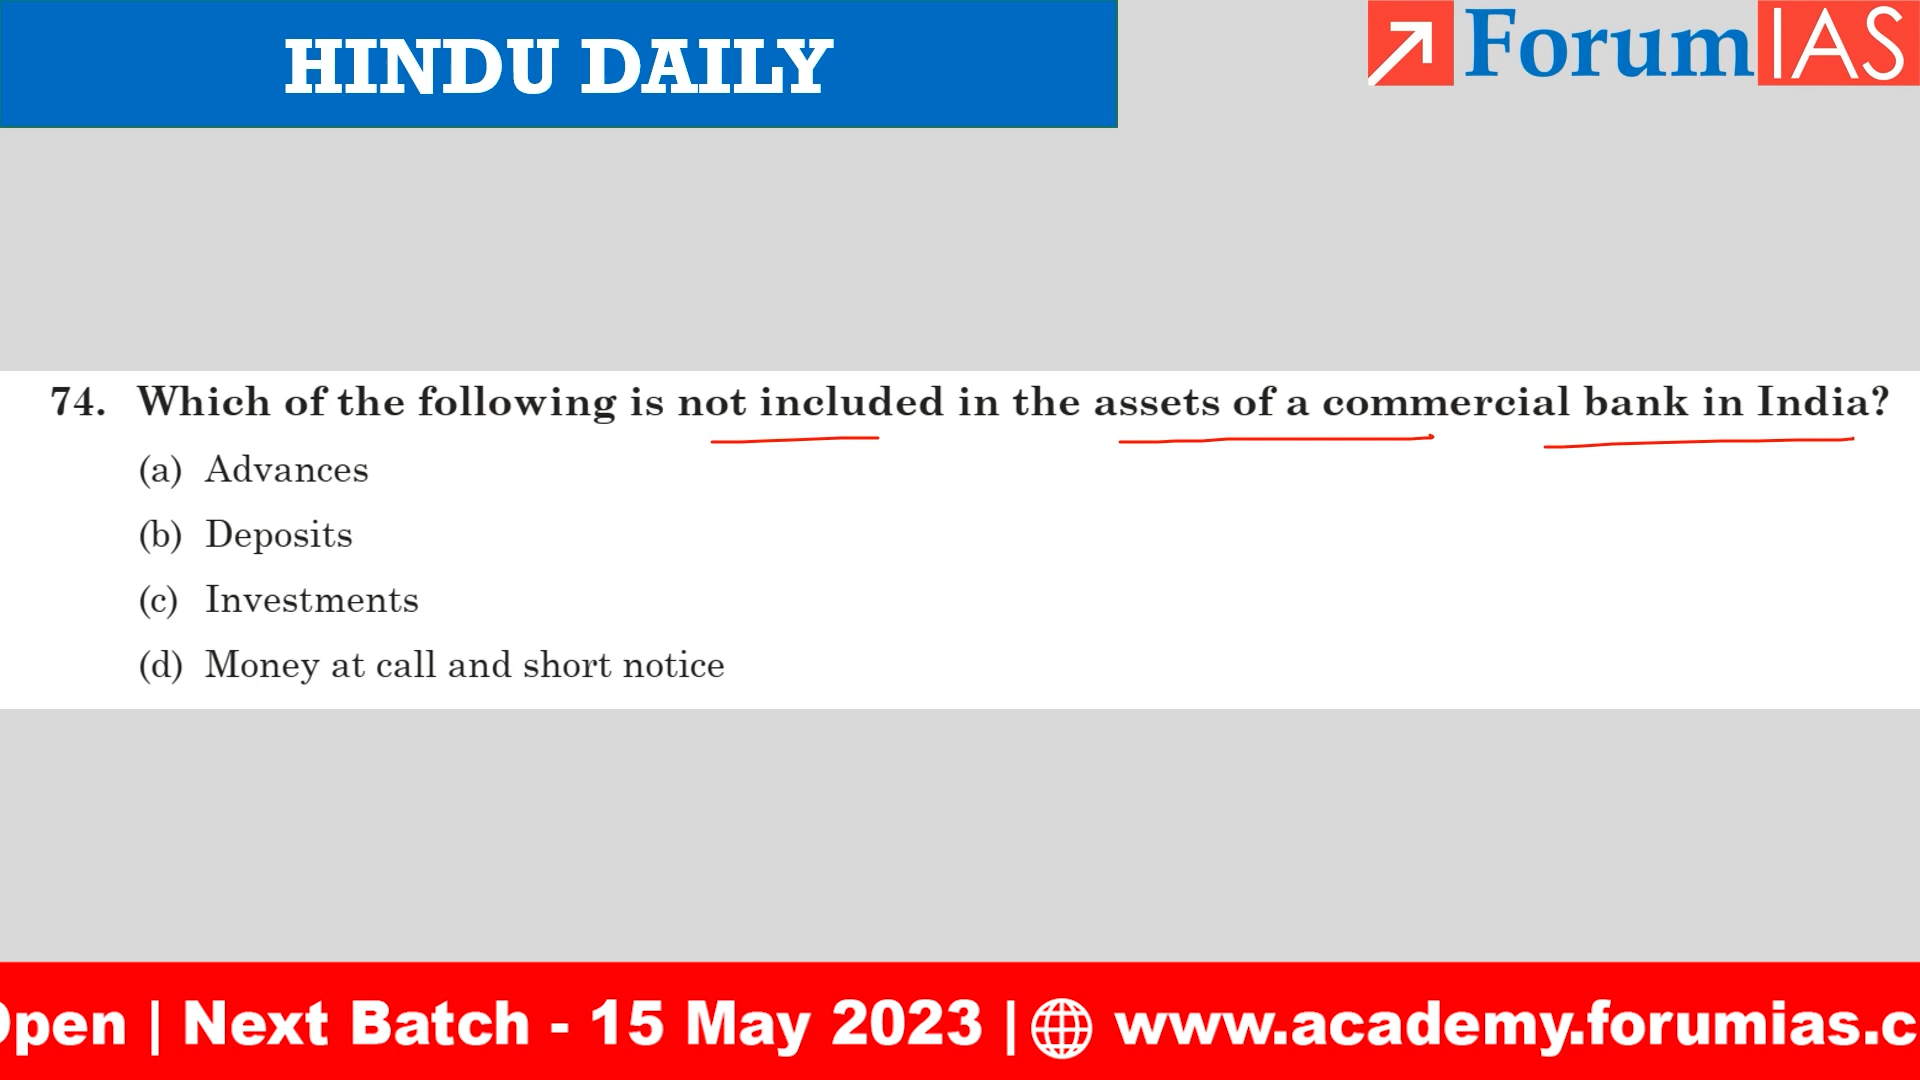 HINDU DAILY
ForumIAS
74. Which of the following is not included in the assets of a commercial bank in India?
(a) Advances
(b) Deposits
(c) Investments
(d) Money at call and short notice
Open | Next Batch - 15 May 2023 | www.academy.forumias.c